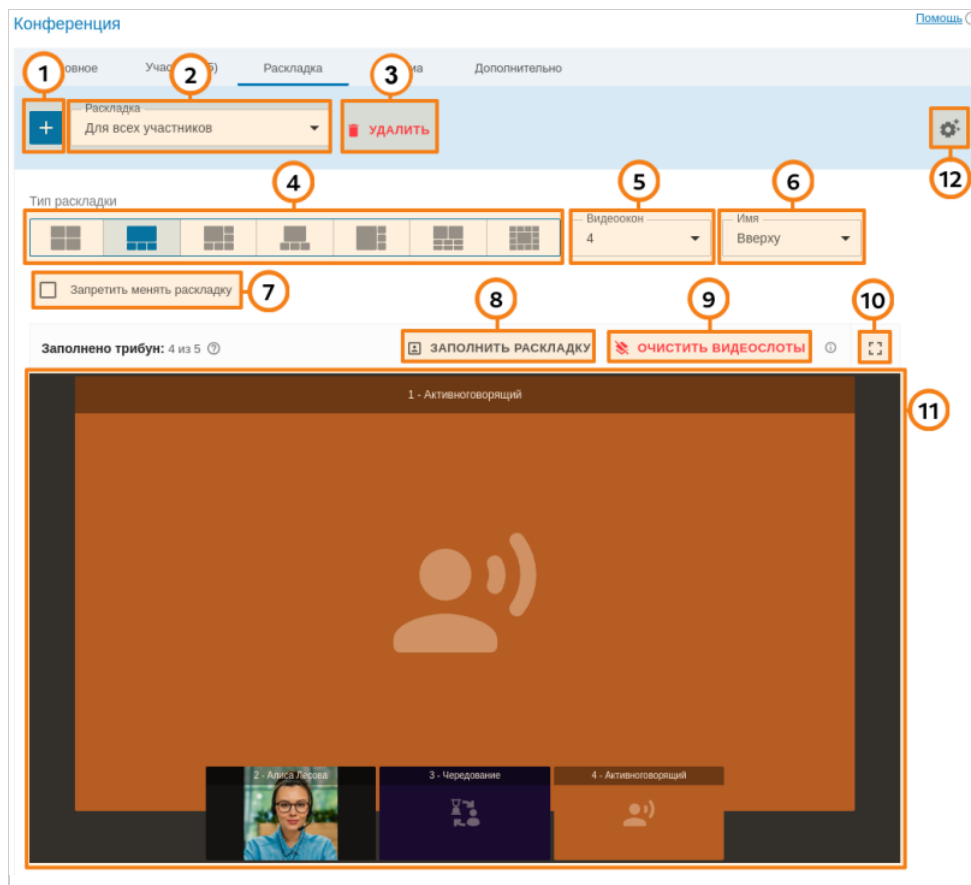 Конференция
Помощь
1
2
3
овное
Учас
5)
Раскладка
иа
Дополнительно
Раскладка
Для всех участников
УДАЛИТЬ
12
4
5
6
Тип раскладки
Видеоокон
4
Имя
Вверху
Запретить менять раскладку
7
8
9
10
Заполнено трибун: 4 из 5
ЗАПОЛНИТЬ РАСКЛАДКУ
ОЧИСТИТЬ ВИДЕОСЛОТЫ
1 - Активноговорящий
11
2 - Алиса Лесова
3 - Чередование
4 - Активноговорящий